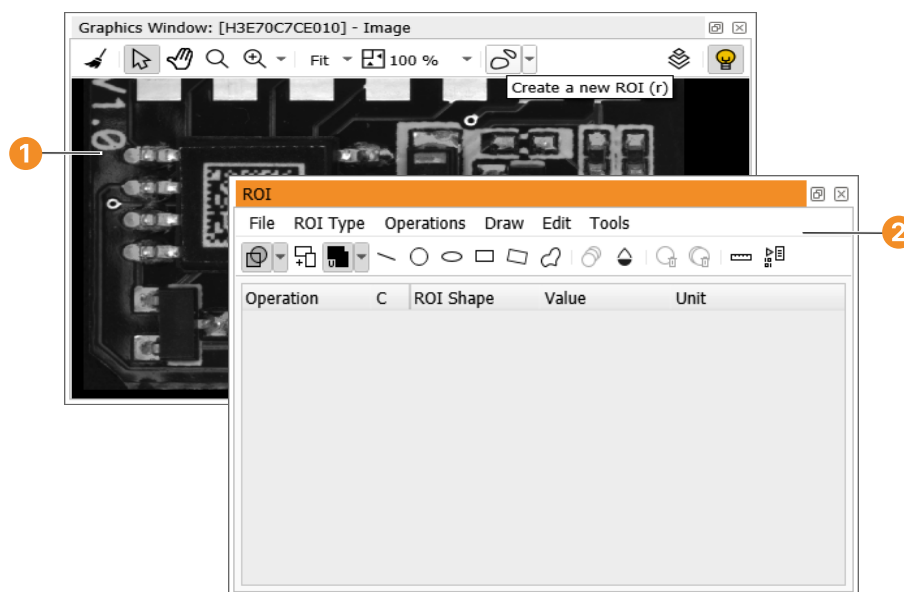 Graphics Window: [H3E70C7CE010] - Image
Fit 100 %
Create a new ROI (r)
V1.0
1
ROI
File ROI Type Operations Draw Edit Tools
2
U
Operation C ROI Shape Value Unit